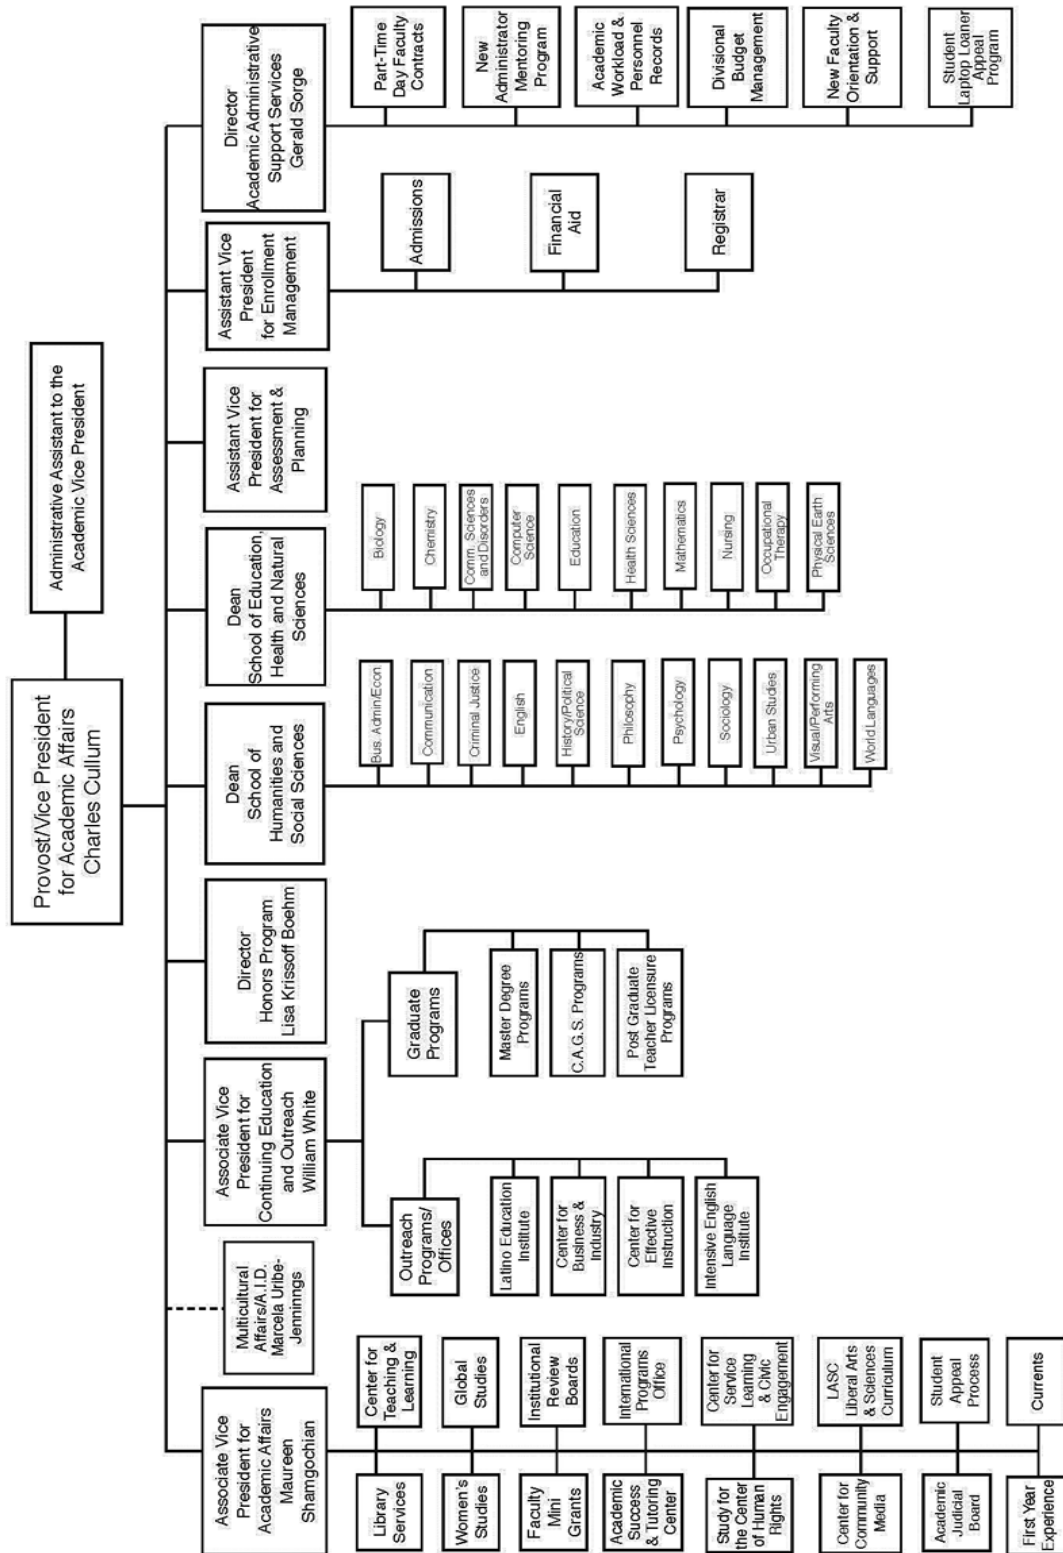 Provost/Vice President
for Academic Affairs
Charles Cullum
Administrative Assistant to the
Academic Vice President
Associate Vice
President for
Academic Affairs
Maureen
Shamgochian
Library
Services
Center for
Teaching &
Learning
Women's
Studies
Global
Studies
Faculty
Mini
Grants
Institutional
Review
Boards
Academic
Success
& Tutoring
Center
International
Programs
Office
Study for
the Center
of Human
Rights
Center for
Service
Learning
& Civic
Engagement
Center for
Community
Media
LASC
Liberal Arts
& Sciences
Curriculum
Academic
Judicial
Board
Student
Appeal
Process
First Year
Experience
Currents
Multicultural
Affairs/A.I.D.
Marcela Uribe-
Jenninngs
Associate Vice
President for
Continuing Education
and Outreach
William White
Outreach
Programs/
Offices
Latino Education
Institute
Center for
Business &
Industry
Center for
Effective
Instruction
Intensive English
Language
Institute
Graduate
Programs
Master Degree
Programs
C.A.G.S. Programs
Post Graduate
Teacher Licensure
Programs
Director
Honors Program
Lisa Krissoff Boehm
Dean
School of
Humanities and
Social Sciences
Bus. Admin/Econ
Communication
Criminal Justice
English
History/Political
Science
Philosophy
Psychology
Sociology
Urban Studies
Visual/Performing
Arts
World Languages
Dean
School of Education,
Health and Natural
Sciences
Biology
Chemistry
Comm. Sciences
and Disorders
Computer
Science
Education
Health Sciences
Mathematics
Nursing
Occupational
Therapy
Physical Earth
Sciences
Assistant Vice
President for
Assessment &
Planning
Assistant Vice
President
for Enrollment
Management
Admissions
Financial
Aid
Registrar
Director
Academic Administrative
Support Services
Gerald Sorge
Part-Time
Day Faculty
Contracts
New
Administrator
Mentoring
Program
Academic
Workload &
Personnel
Records
Divisional
Budget
Management
New Faculty
Orientation &
Support
Student
Laptop Loaner
Appeal
Program